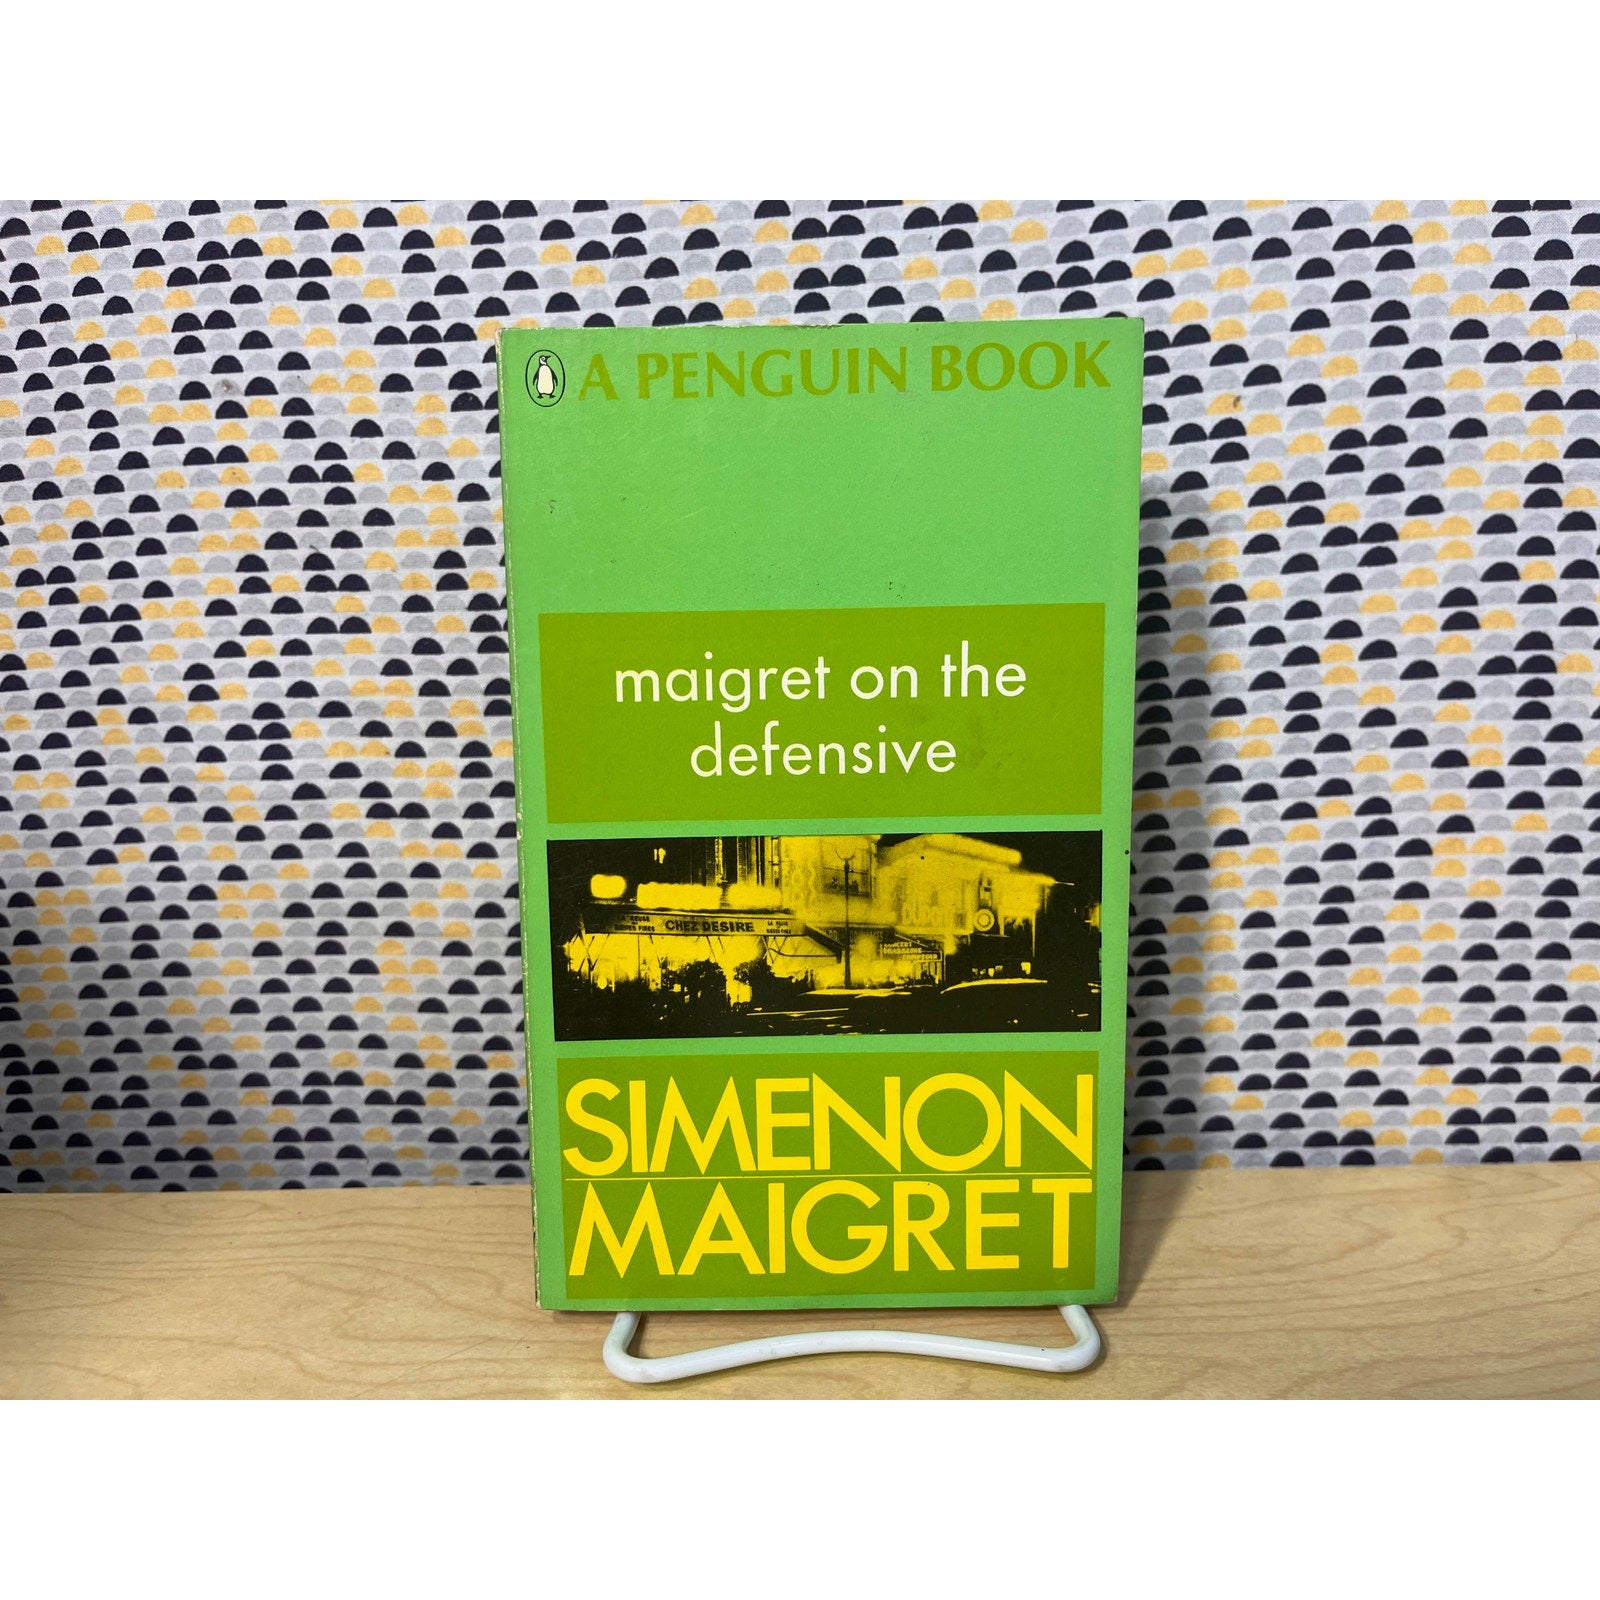 A PENGUIN BOOK
maigret on the
defensive
CHEZ DESIRE
SIMENON
MAIGRET